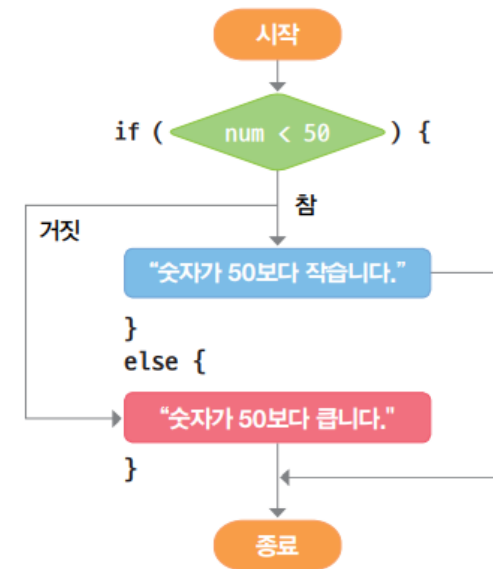 시작
if ( num < 50 ) {
참
거짓
“숫자가 50보다 작습니다.”
}
else {
“숫자가 50보다 큽니다."
}
종료